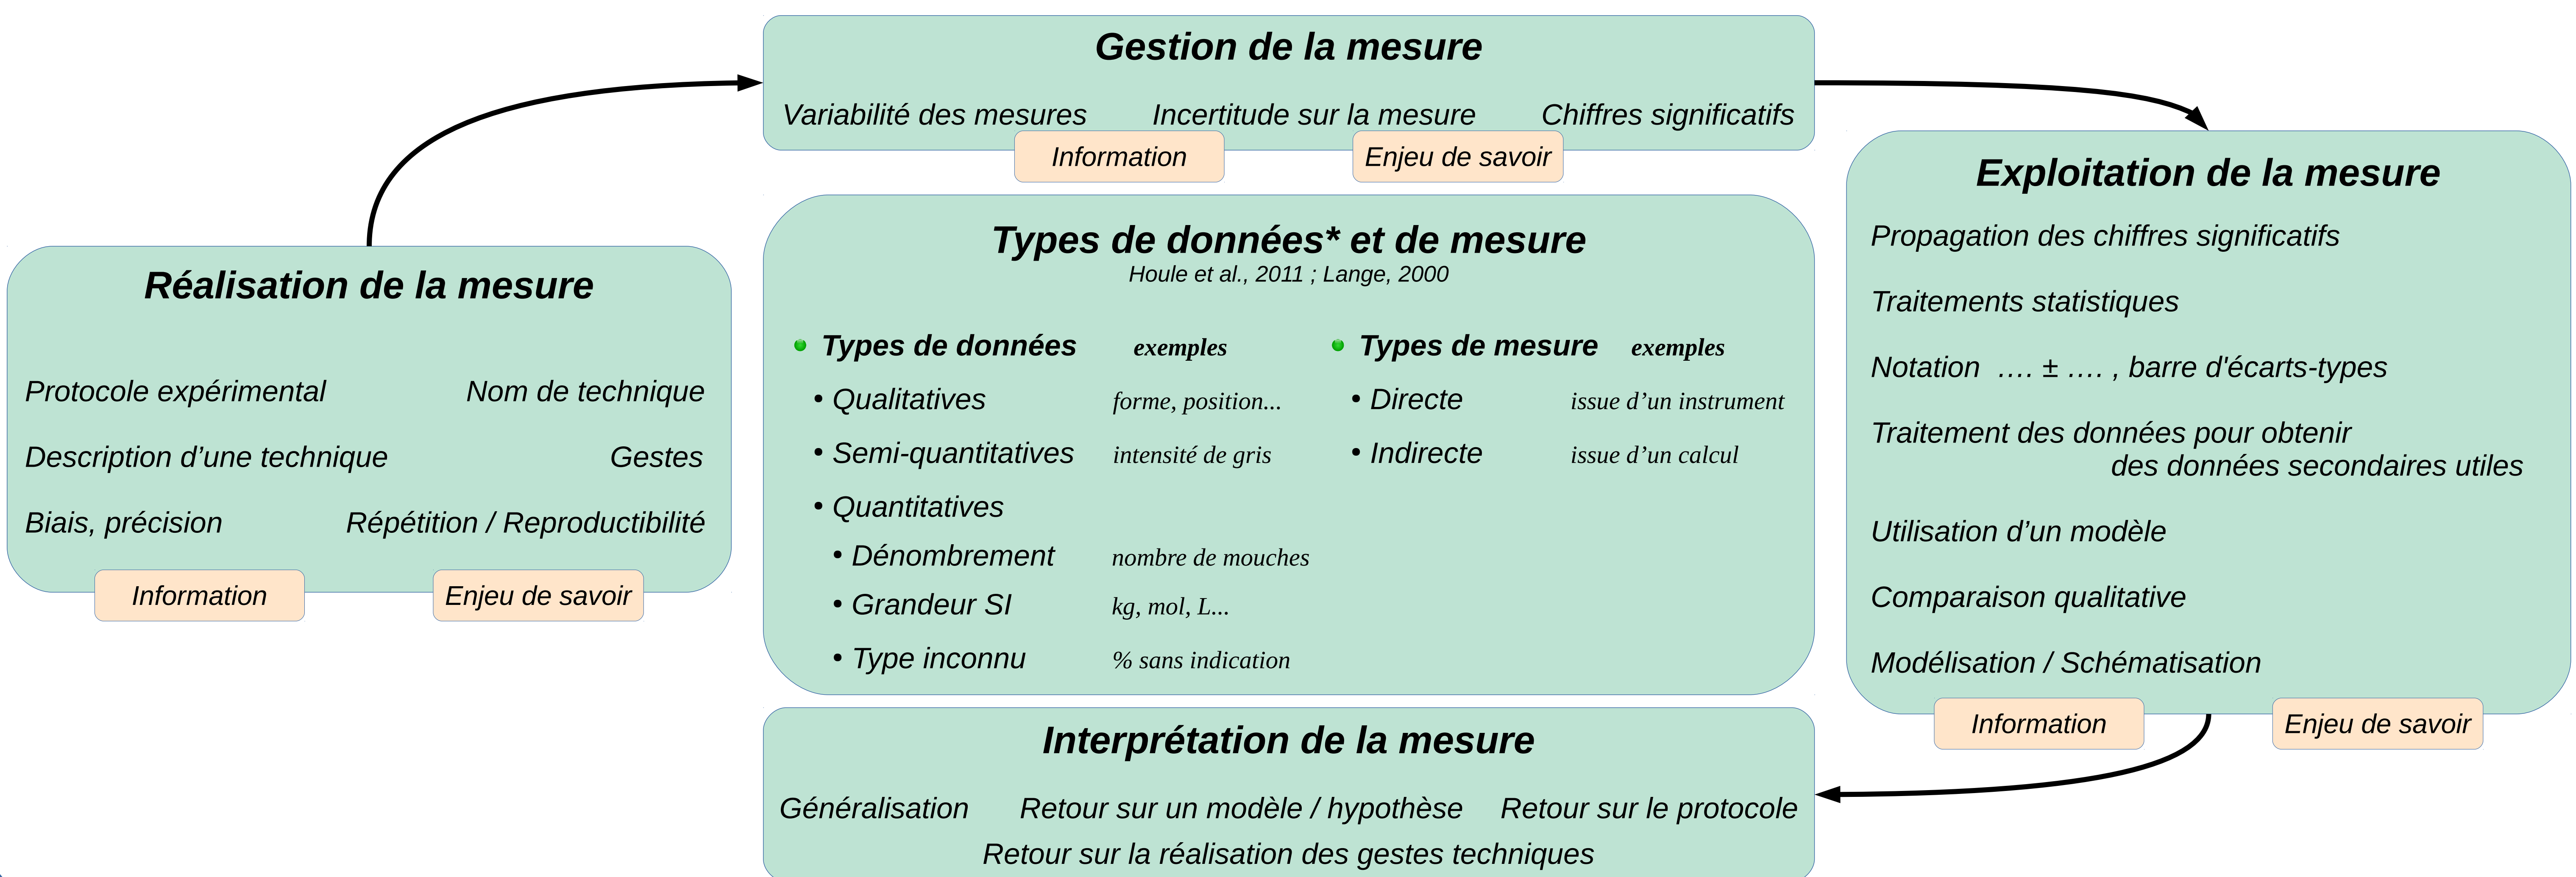 Gestion de la mesure
Variabilité des mesures Incertitude sur la mesure Chiffres significatifs
Information Enjeu de savoir
Réalisation de la mesure
Protocole expérimental Nom de technique
Description d’une technique Gestes
Biais, précision Répétition / Reproductibilité
Information Enjeu de savoir
Types de données* et de mesure
Houle et al., 2011 ; Lange, 2000
Types de données exemples
• Qualitatives forme, position...
• Semi-quantitatives intensité de gris
• Quantitatives
• Dénombrement nombre de mouches
• Grandeur SI kg, mol, L...
• Type inconnu % sans indication
Types de mesure exemples
• Directe issue d’un instrument
• Indirecte issue d’un calcul
Exploitation de la mesure
Propagation des chiffres significatifs
Traitements statistiques
Notation …. ± …. , barre d'écarts-types
Traitement des données pour obtenir
des données secondaires utiles
Utilisation d’un modèle
Comparaison qualitative
Modélisation / Schématisation
Information Enjeu de savoir
Interprétation de la mesure
Généralisation Retour sur un modèle / hypothèse Retour sur le protocole
Retour sur la réalisation des gestes techniques